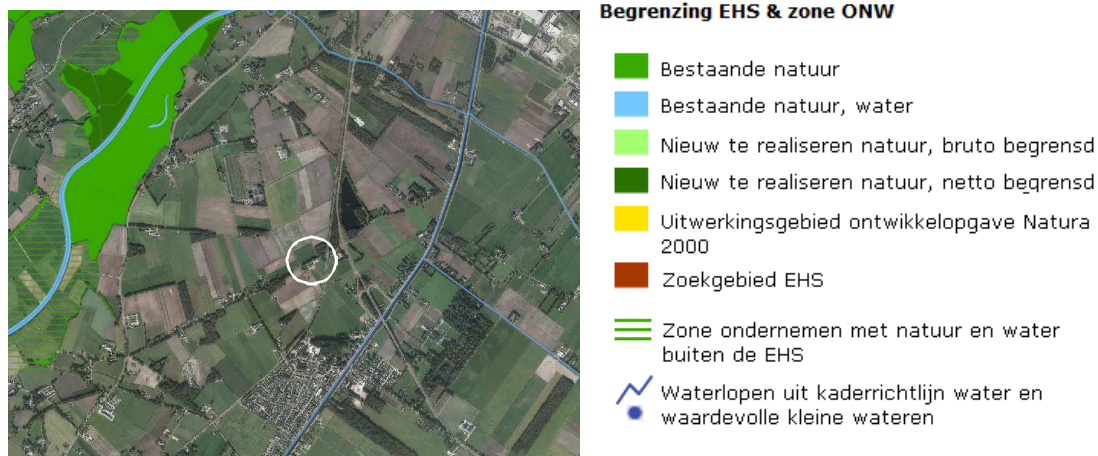 Begrenzing EHS & zone ONW
Bestaande natuur
Bestaande natuur, water
Nieuw te realiseren natuur, bruto begrensd
Nieuw te realiseren natuur, netto begrensd
Uitwerkingsgebied ontwikkelopgave Natura
2000
Zoekgebied EHS
Zone ondernemen met natuur en water
buiten de EHS
Waterlopen uit kaderrichtlijn water en
waardevolle kleine wateren